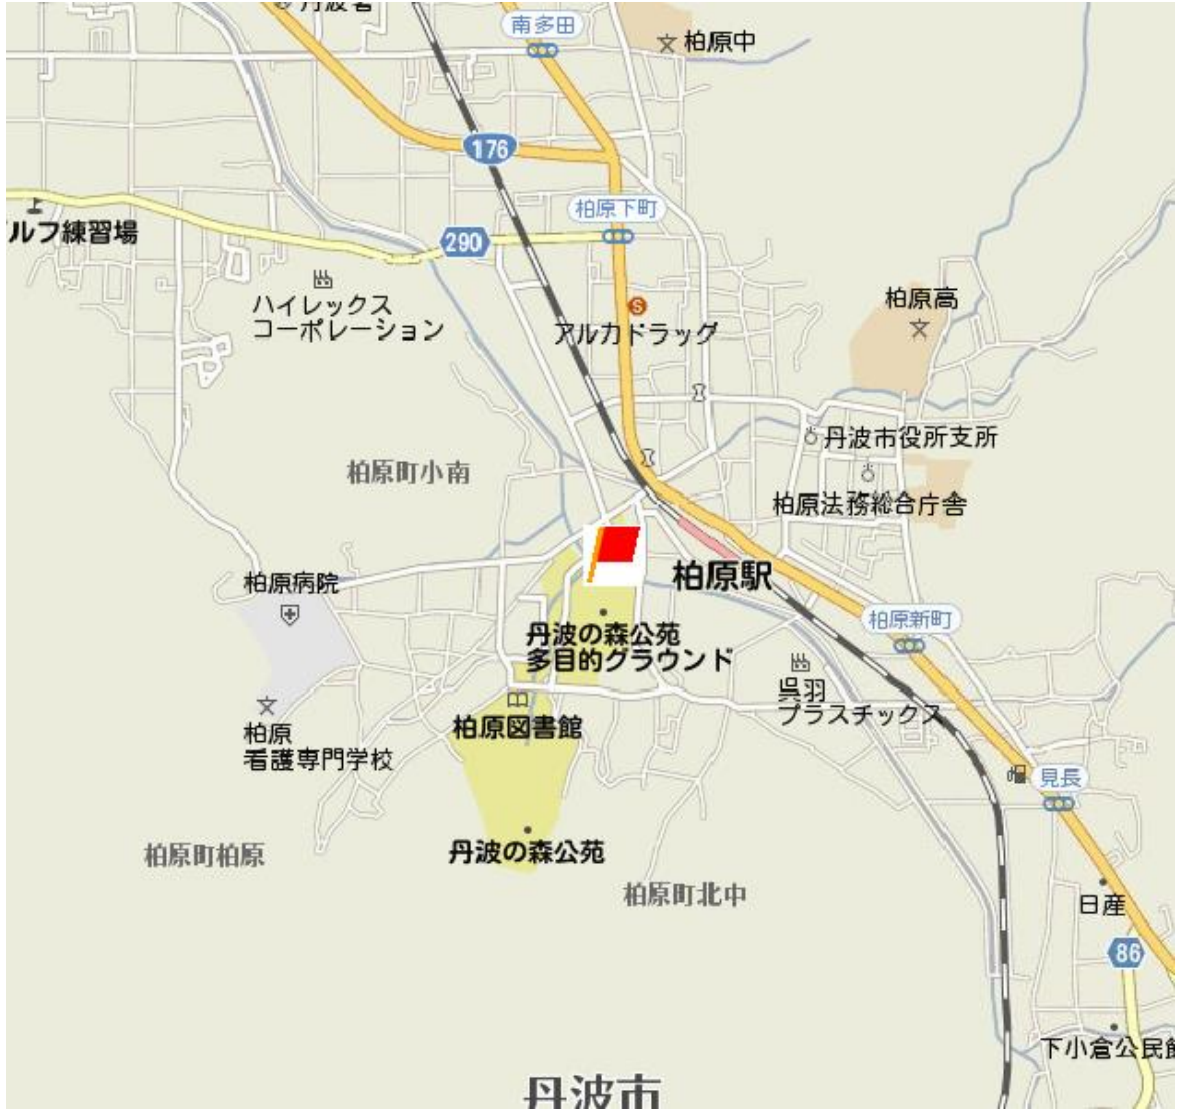 丹波署
南多田
柏原中
176
柏原下町
ルフ練習場
290
柏原高
ハイレックス
コーポレーション
S
アルカドラッグ
丹波市役所支所
柏原町小南
柏原法務総合庁舎
柏原病院
柏原駅
柏原新町
丹波の森公苑
多目的グラウンド
呉羽
プラスチックス
柏原図書館
柏原
看護専門学校
見長
丹波の森公苑
柏原町柏原
柏原町北中
日産
86
下小倉公民館
丹波市